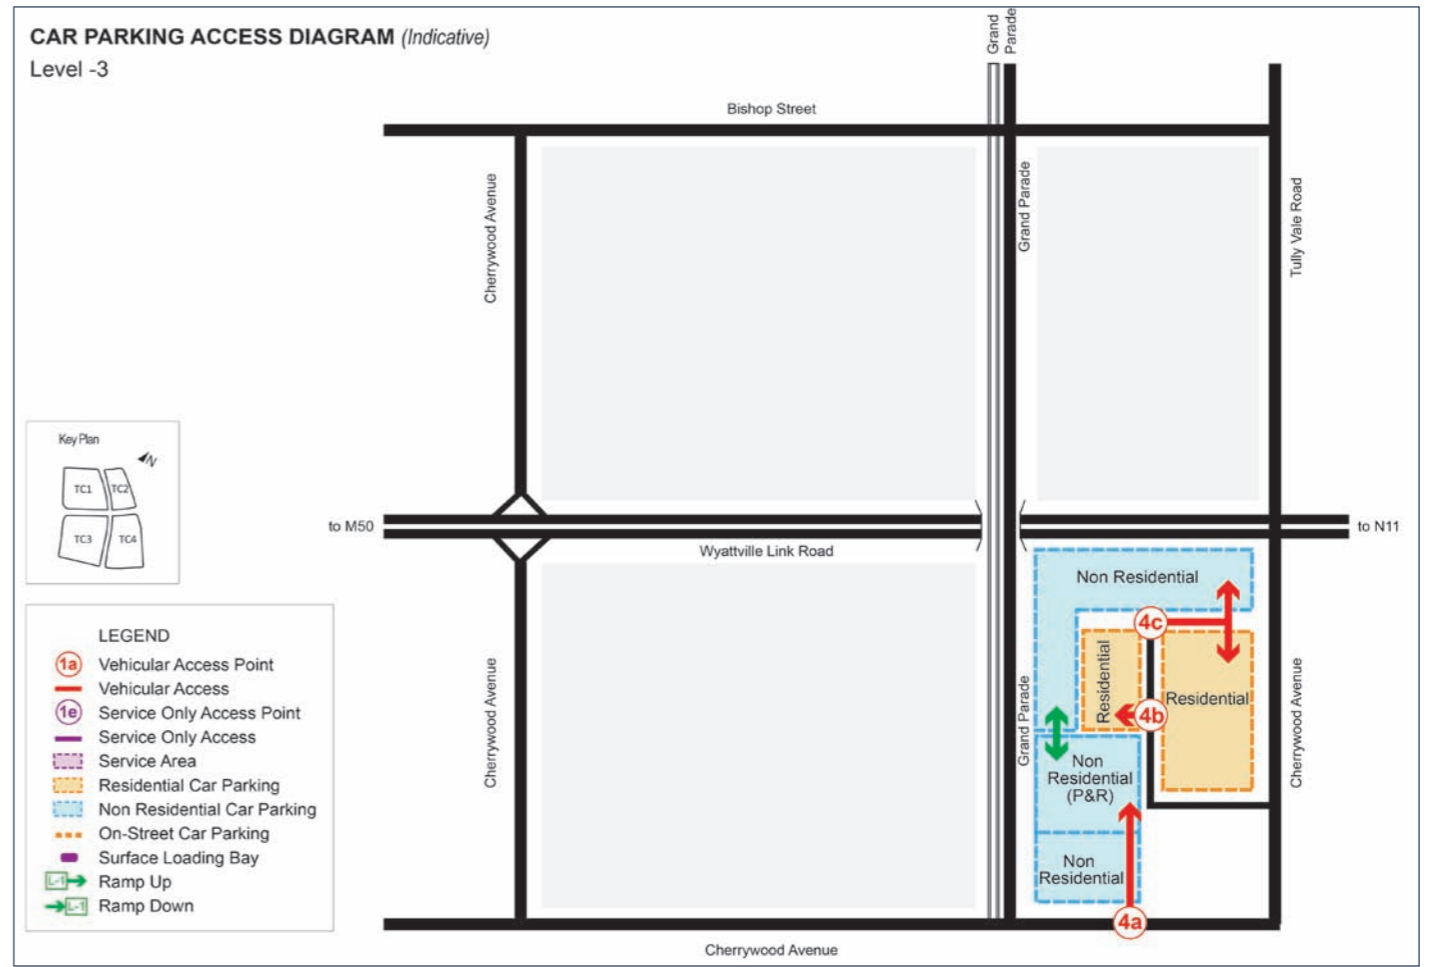 CAR PARKING ACCESS DIAGRAM (Indicative)
Level -3
Grand
Parade
Bishop Street
Cherrywood Avenue
Grand Parade
Tully Vale Road
Key Plan
N
TC1
TC2
TC3
TC4
to M50
Wyattville Link Road
to N11
LEGEND
1a Vehicular Access Point
Vehicular Access
1e Service Only Access Point
Service Only Access
Service Area
Residential Car Parking
Non Residential Car Parking
On-Street Car Parking
Surface Loading Bay
L-1 Ramp Up
L-1 Ramp Down
Cherrywood Avenue
Grand Parade
Non Residential
4c
Residential
4b
Residential
Non
Residential
(P&R)
Non
Residential
4a
Cherrywood Avenue
Cherrywood Avenue